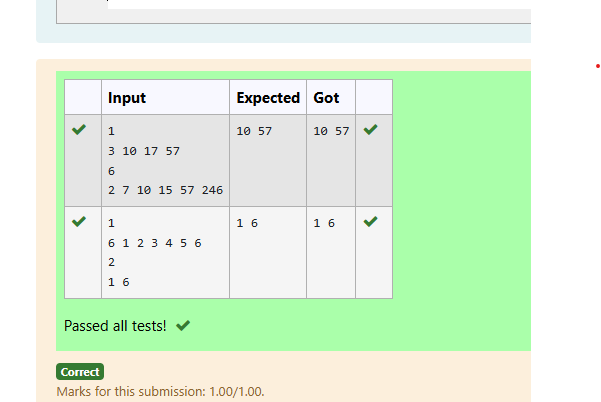 Input Expected Got
1 10 57 10 57
3 10 17 57
6
2 7 10 15 57 246
1 1 6 1 6
6 1 2 3 4 5 6
2
1 6
Passed all tests!
Correct
Marks for this submission: 1.00/1.00.